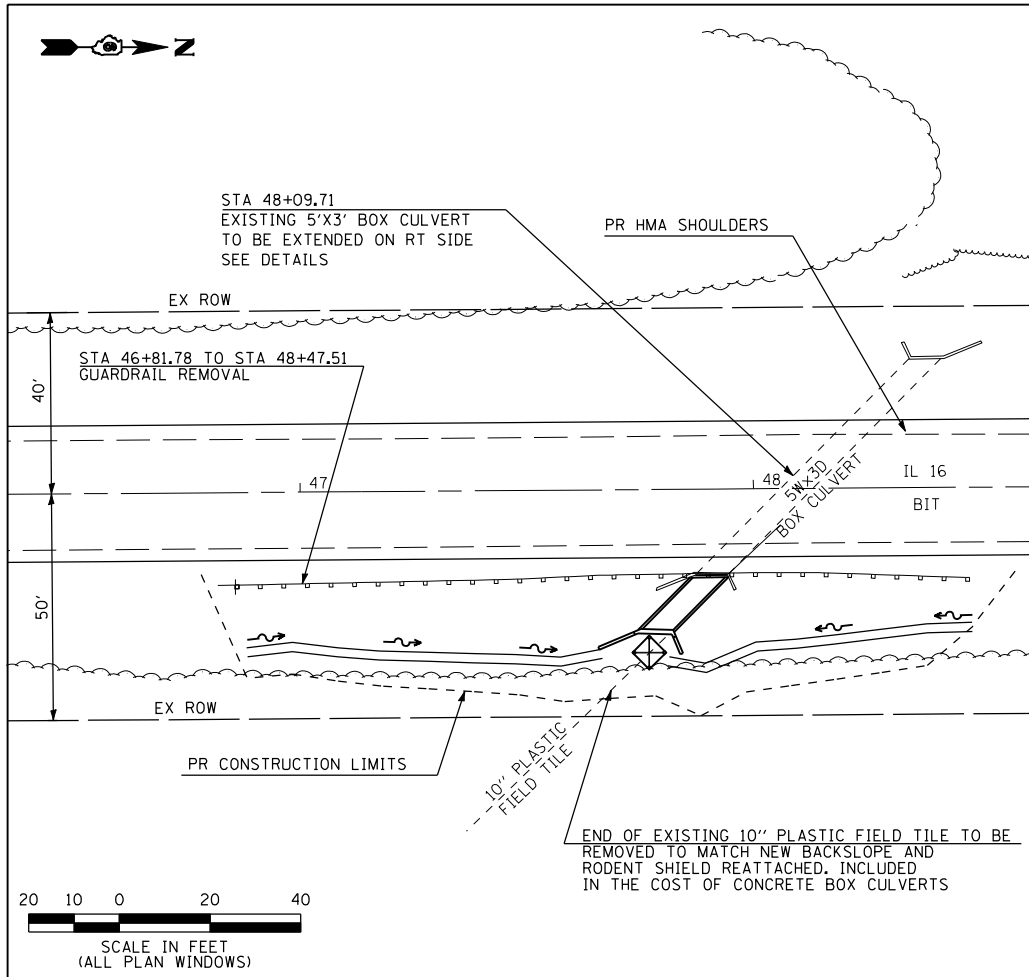 N
STA 48+09.71
EXISTING 5'X3' BOX CULVERT
TO BE EXTENDED ON RT SIDE
SEE DETAILS
PR HMA SHOULDERS
EX ROW
STA 46+81.78 TO STA 48+47.51
GUARDRAIL REMOVAL
40'
47
48
5W×3D
BOX CULVERT
IL 16
BIT
50'
EX ROW
PR CONSTRUCTION LIMITS
10" PLASTIC
FIELD TILE
END OF EXISTING 10" PLASTIC FIELD TILE TO BE
REMOVED TO MATCH NEW BACKSLOPE AND
RODENT SHIELD REATTACHED. INCLUDED
IN THE COST OF CONCRETE BOX CULVERTS
20 10 0 20 40
SCALE IN FEET
(ALL PLAN WINDOWS)